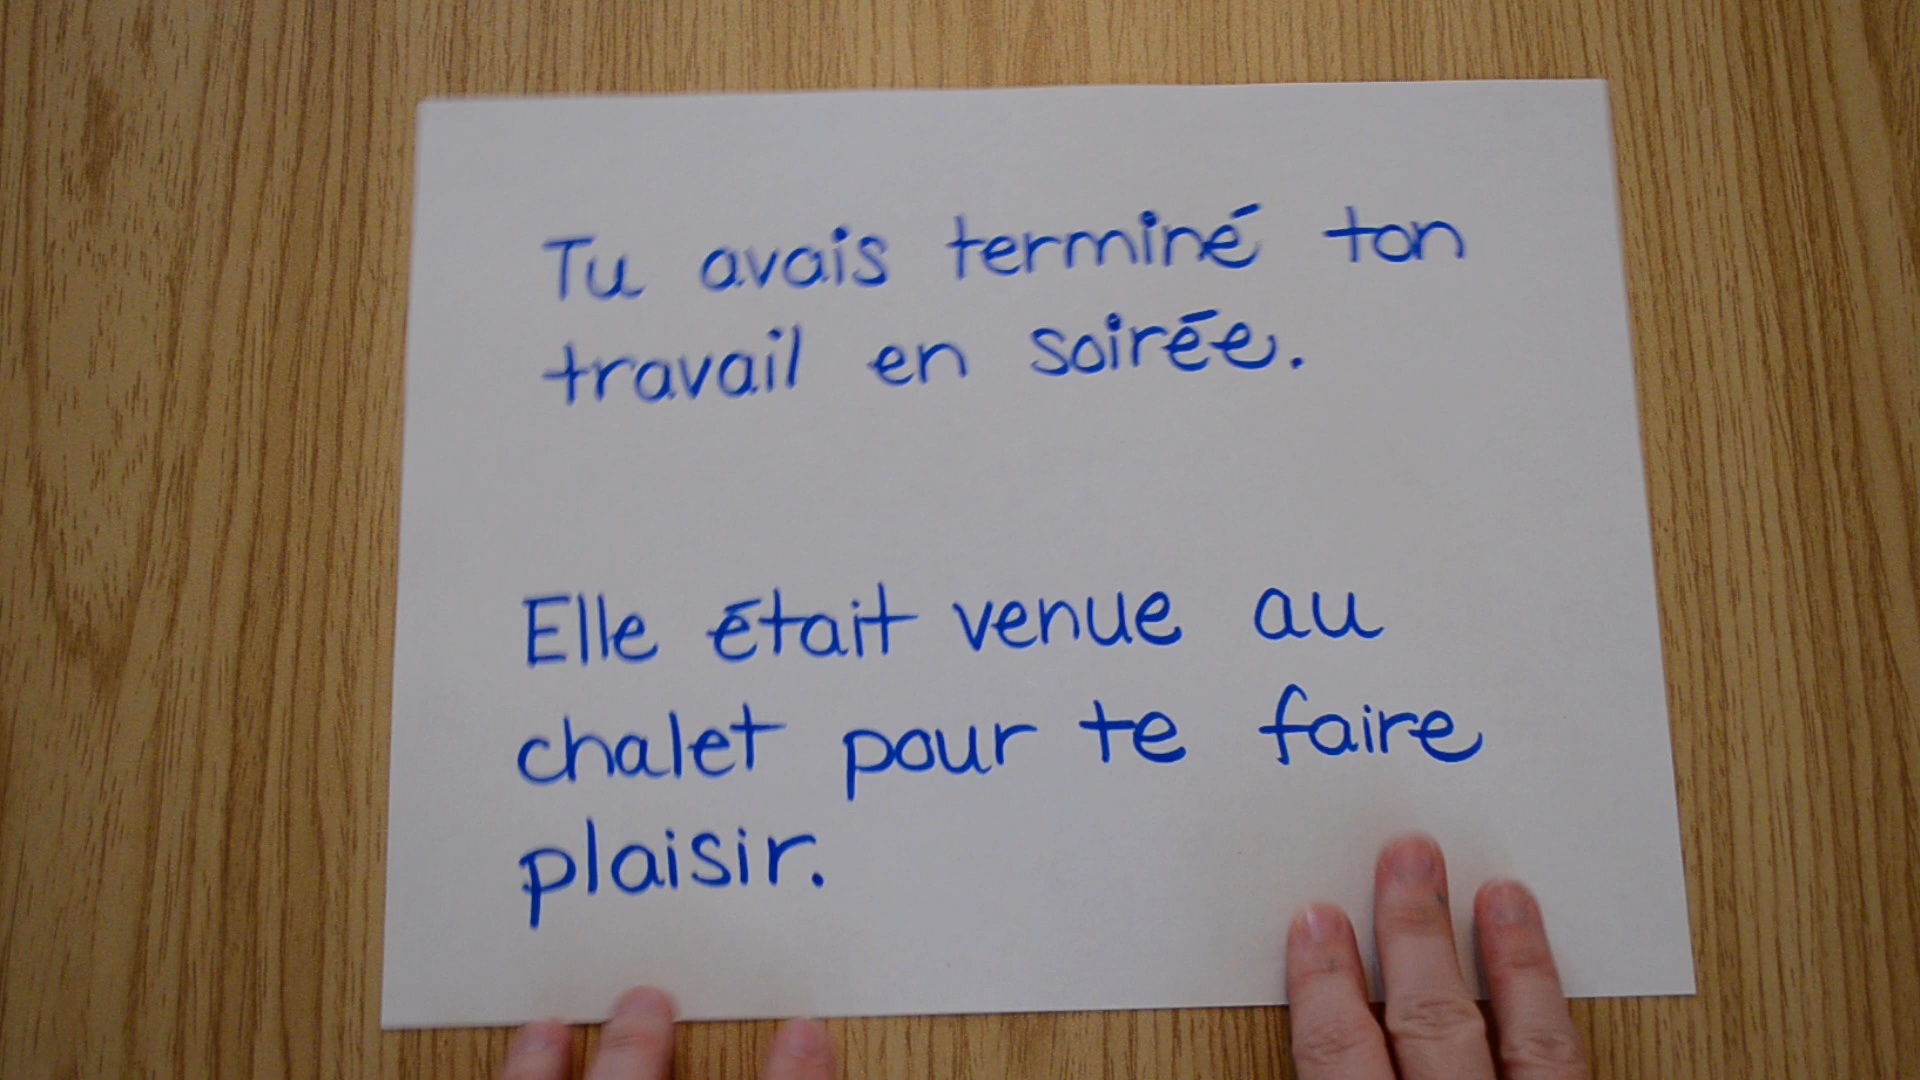 Tu avais terminé ton
travail en soirée.
Elle était venue au
chalet pour te faire
plaisir.